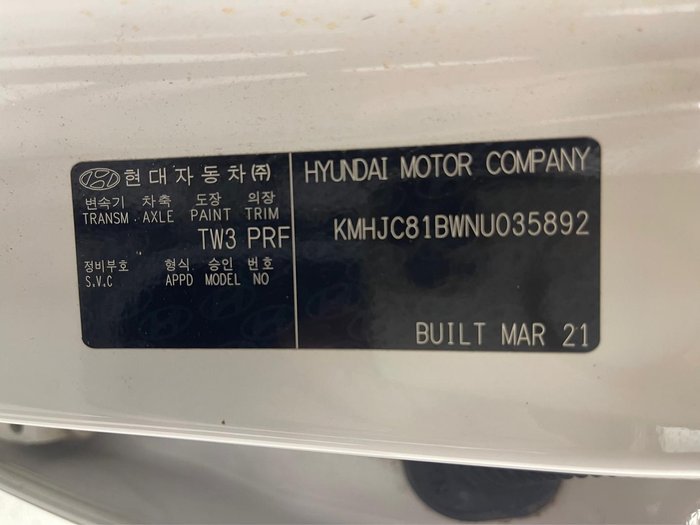 현대자동차㈜
변속기 차축 도장 의장
TRANSM. AXLE PAINT TRIM
TW3 PRF
정비부호 형식 승인 번호
S.V.C APPD MODEL NO
HYUNDAI MOTOR COMPANY
KMHJC81BWNU035892
BUILT MAR 21